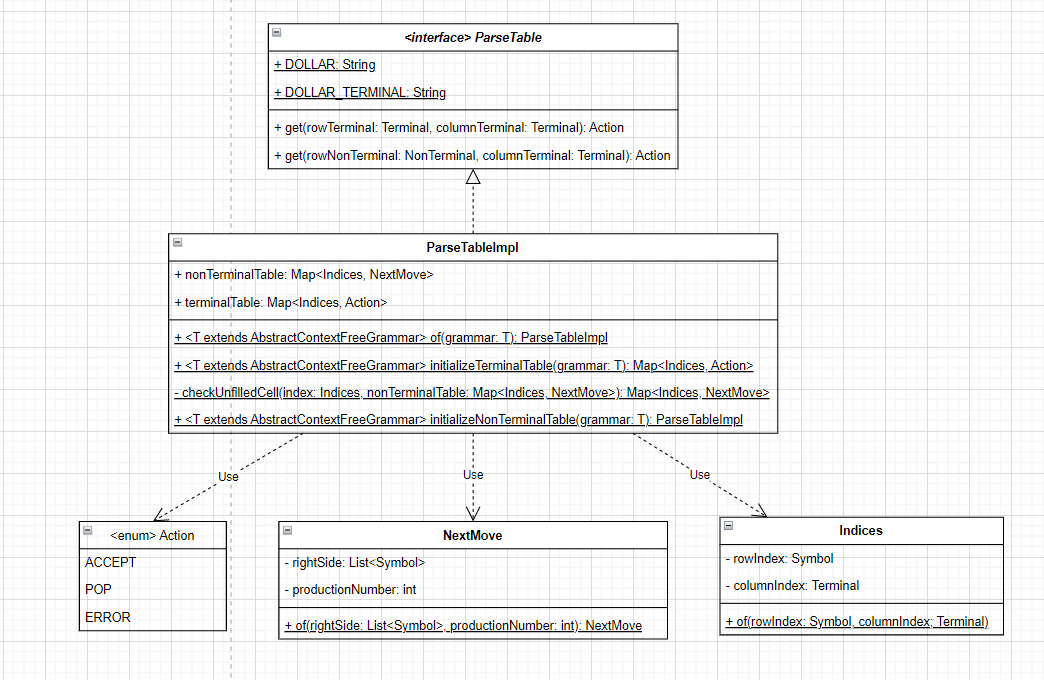 <interface> ParseTable
+ DOLLAR: String
+ DOLLAR_TERMINAL: String
+ get(rowTerminal: Terminal, columnTerminal: Terminal): Action
+ get(rowNonTerminal: NonTerminal, columnTerminal: Terminal): Action
ParseTableImpl
+ nonTerminalTable: Map<Indices, NextMove>
+ terminalTable: Map<Indices, Action>
+ <T extends AbstractContextFreeGrammar> of(grammar: T): ParseTableImpl
+ <T extends AbstractContextFreeGrammar> initializeTerminalTable(grammar: T): Map<Indices, Action>
- checkUnfilledCell(index: Indices, nonTerminalTable: Map<Indices, NextMove>): Map<Indices, NextMove>
+ <T extends AbstractContextFreeGrammar> initializeNonTerminalTable(grammar: T): ParseTableImpl
Use
Use
Use
<enum> Action
ACCEPT
POP
ERROR
NextMove
- rightSide: List<Symbol>
- productionNumber: int
+ of(rightSide: List<Symbol>, productionNumber: int): NextMove
Indices
- rowIndex: Symbol
- columnIndex: Terminal
+ of(rowIndex: Symbol, columnIndex; Terminal)